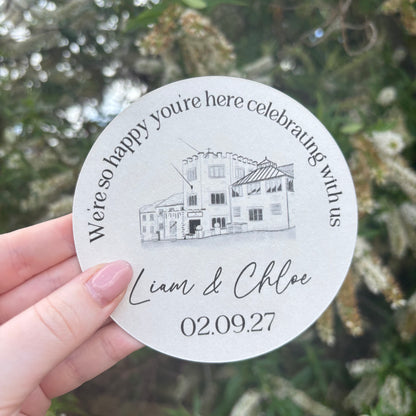 We're so happy you're here celebrating with us
Liam & Chloe
02.09.27